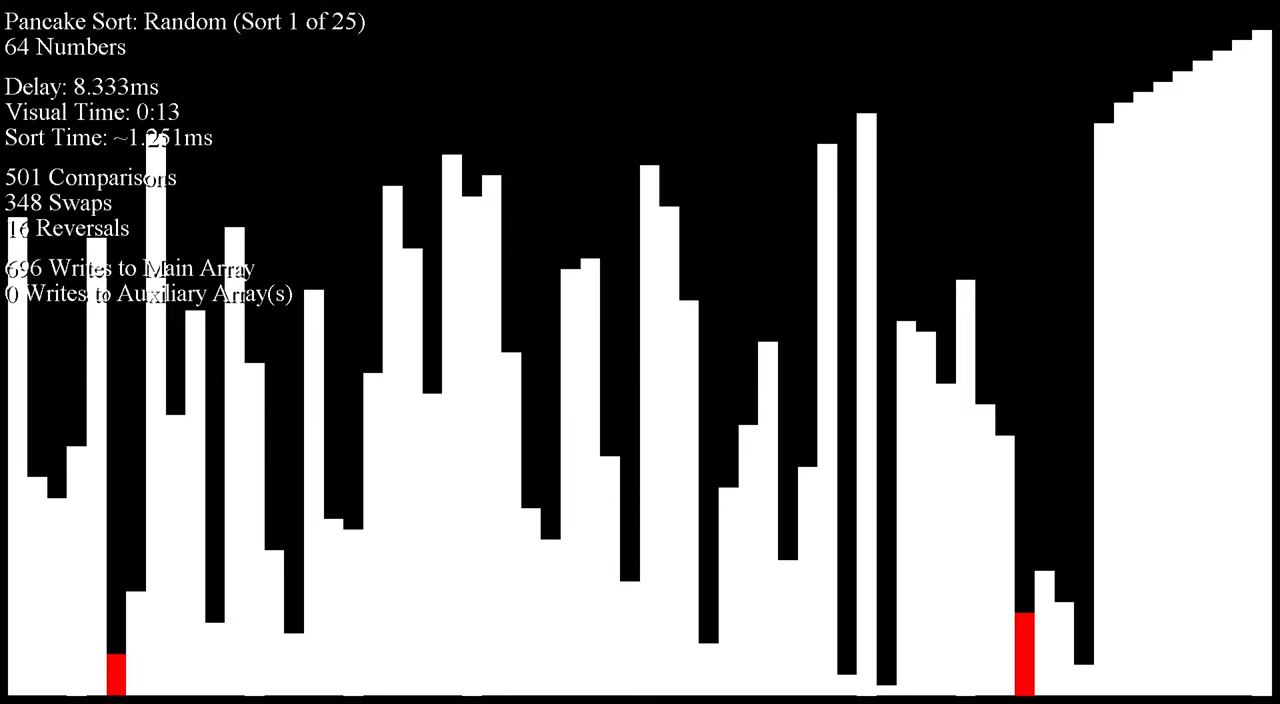 Pancake Sort: Random (Sort 1 of 25)
64 Numbers
Delay: 8.333ms
Visual Time: 0:13
Sort Time: ~1.251ms
501 Comparisons
348 Swaps
16 Reversals
696 Writes to Main Array
0 Writes to Auxiliary Array(s)